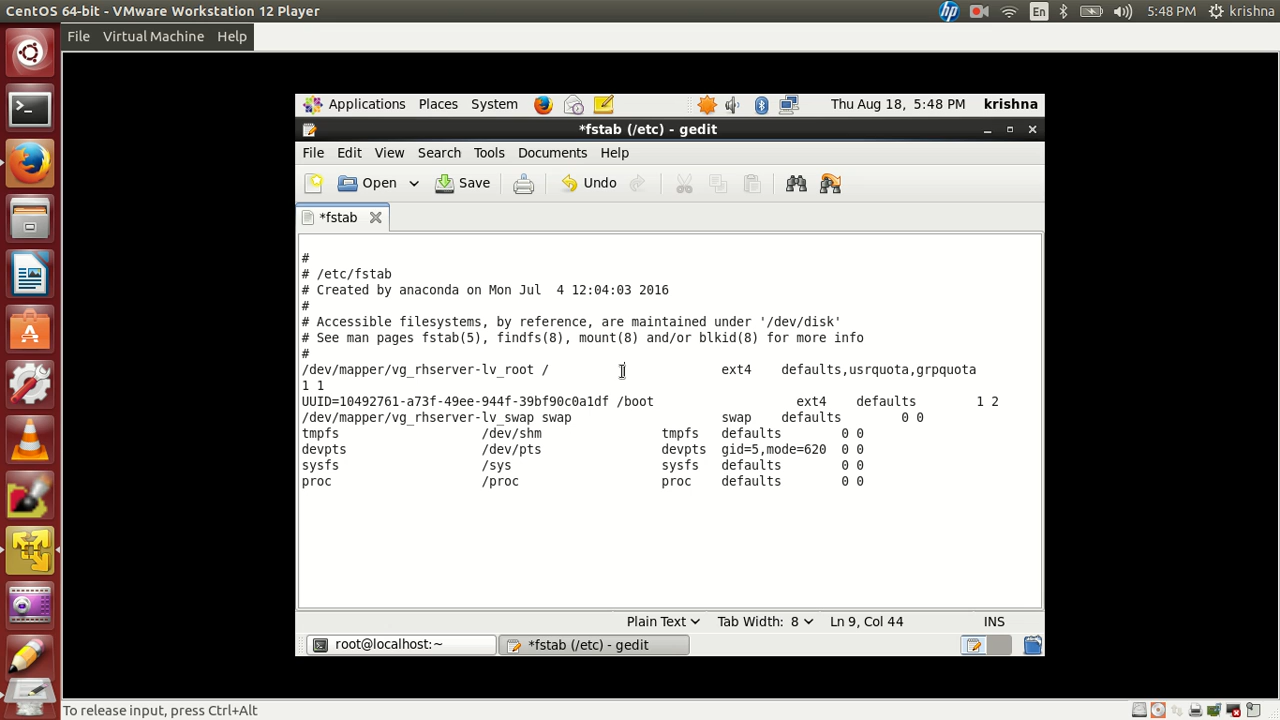 CentOS 64-bit - VMware Workstation 12 Player
hp
En
5:48 PM
krishna
File Virtual Machine Help
Applications Places System
Thu Aug 18, 5:48 PM krishna
*fstab (/etc) - gedit
File Edit View Search Tools Documents Help
Open Save Undo
*fstab
#
# /etc/fstab
# Created by anaconda on Mon Jul  4 12:04:03 2016
#
# Accessible filesystems, by reference, are maintained under '/dev/disk'
# See man pages fstab(5), findfs(8), mount(8) and/or blkid(8) for more info
#
/dev/mapper/vg_rhserver-lv_root /                       ext4    defaults,usrquota,grpquota
1 1
UUID=10492761-a73f-49ee-944f-39bf90c0a1df /boot                   ext4    defaults        1 2
/dev/mapper/vg_rhserver-lv_swap swap                    swap    defaults        0 0
tmpfs                   /dev/shm                tmpfs   defaults        0 0
devpts                  /dev/pts                devpts  gid=5,mode=620  0 0
sysfs                   /sys                    sysfs   defaults        0 0
proc                    /proc                   proc    defaults        0 0
Plain Text Tab Width: 8 Ln 9, Col 44 INS
root@localhost:~ *fstab (/etc) - gedit
To release input, press Ctrl+Alt